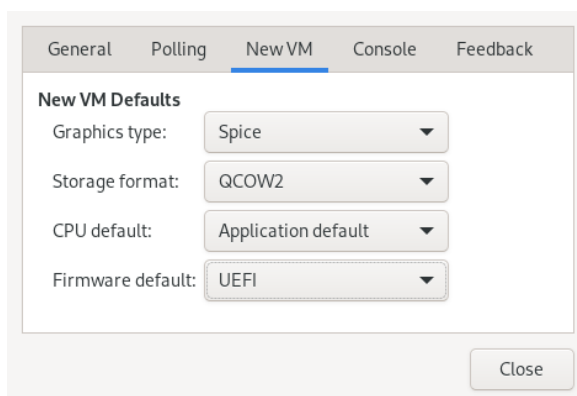 General Polling New VM Console Feedback
New VM Defaults
Graphics type: Spice
Storage format: QCOW2
CPU default: Application default
Firmware default: UEFI
Close